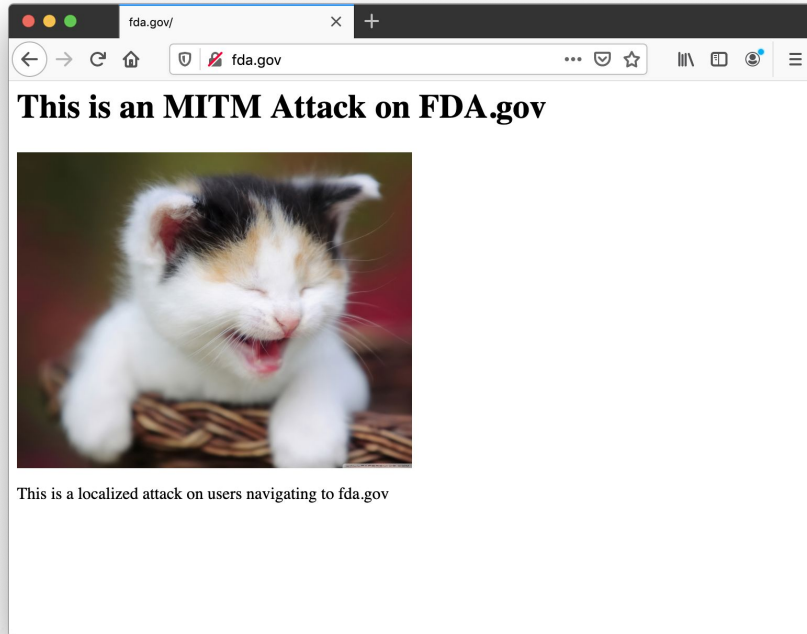 fda.gov/
fda.gov
This is an MITM Attack on FDA.gov
This is a localized attack on users navigating to fda.gov